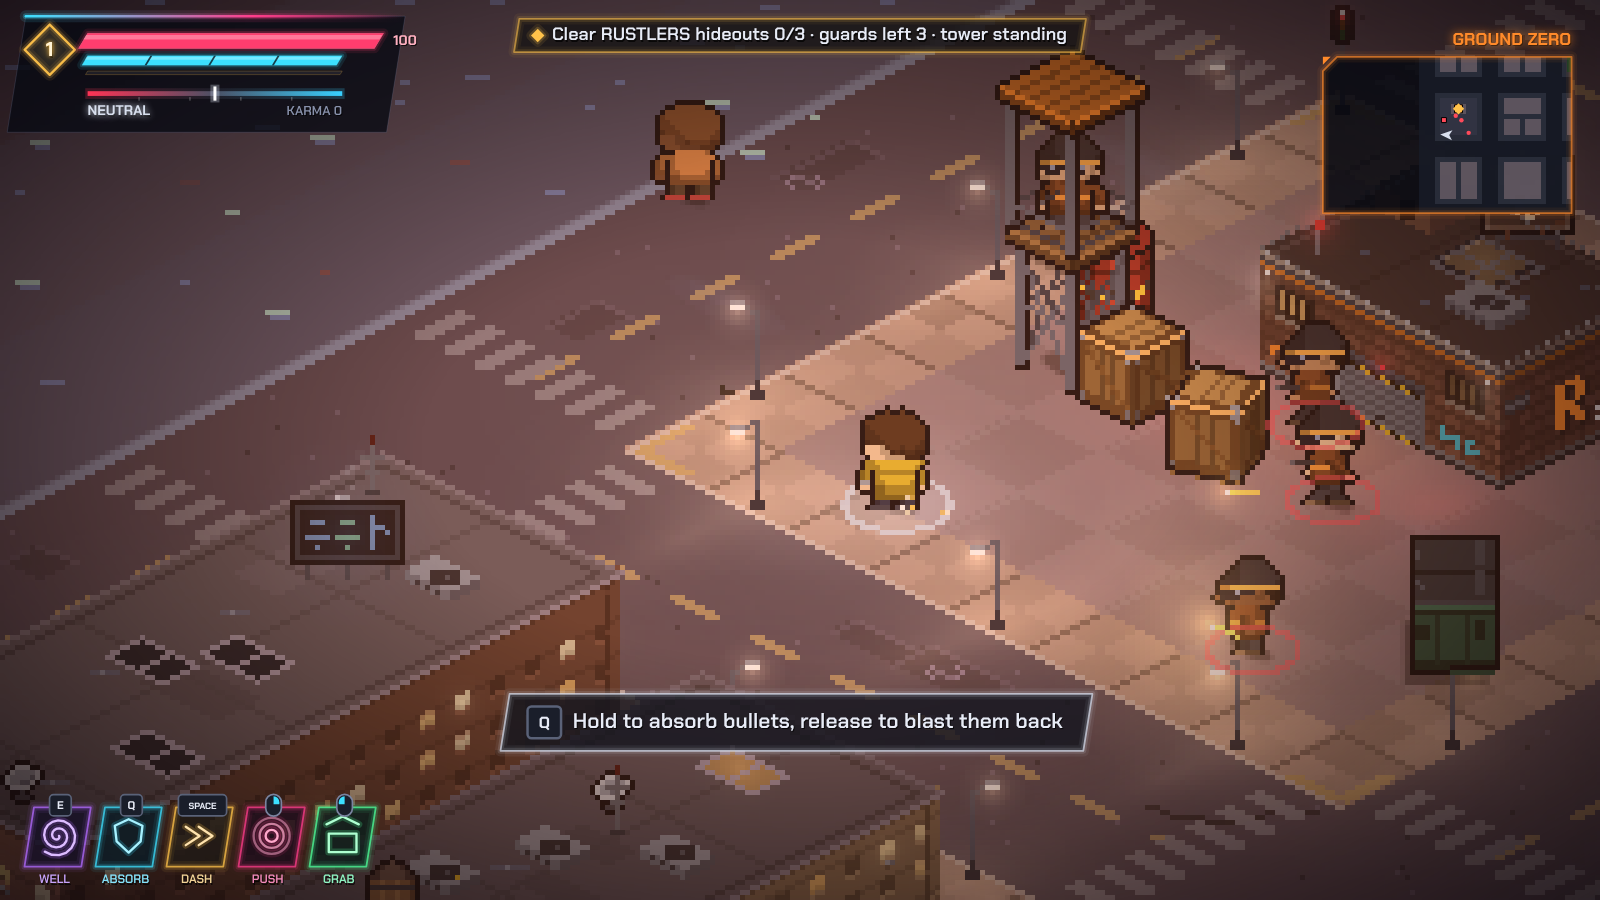 1
100
NEUTRAL
KARMA 0
Clear RUSTLERS hideouts 0/3 · guards left 3 · tower standing
GROUND ZERO
R
Q Hold to absorb bullets, release to blast them back
E Q SPACE
WELL ABSORB DASH PUSH GRAB